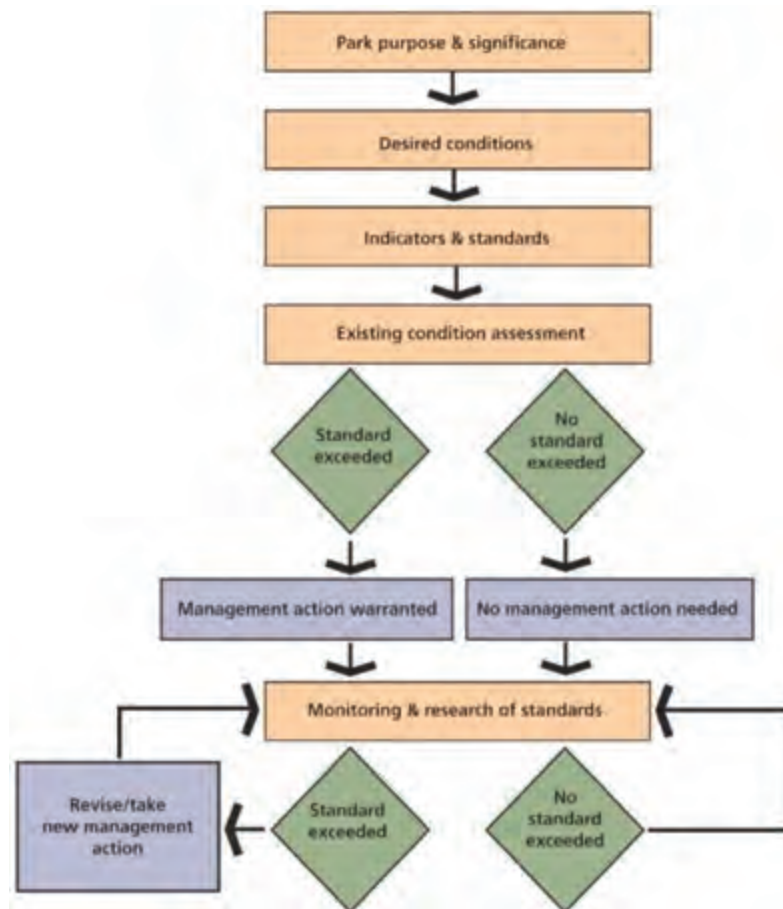 Park purpose & significance
Desired conditions
Indicators & standards
Existing condition assessment
Standard
exceeded
No
standard
exceeded
Management action warranted
No management action needed
Monitoring & research of standards
Revise/take
new management
action
Standard
exceeded
No
standard
exceeded